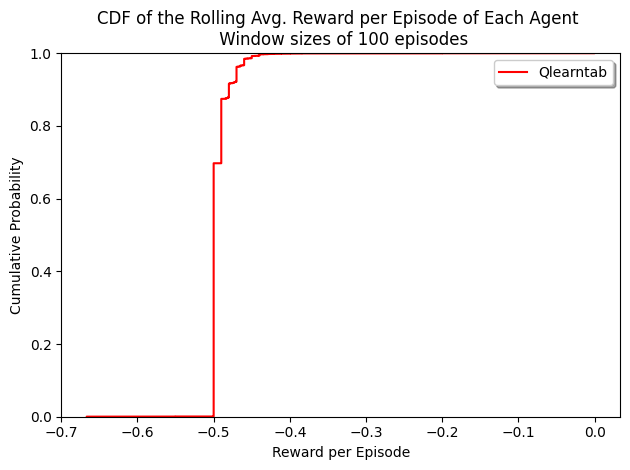 CDF of the Rolling Avg. Reward per Episode of Each Agent
Window sizes of 100 episodes
Qlearntab
Cumulative Probability
1.0
0.8
0.6
0.4
0.2
0.0
−0.7 −0.6 −0.5 −0.4 −0.3 −0.2 −0.1 0.0
Reward per Episode